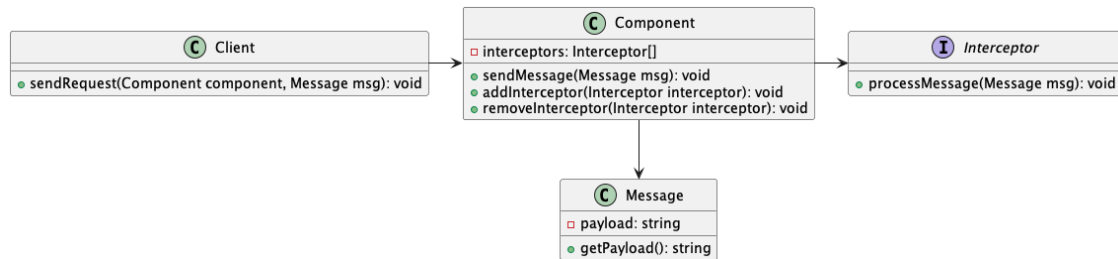 C Client
sendRequest(Component component, Message msg): void
C Component
interceptors: Interceptor[]
sendMessage(Message msg): void
addInterceptor(Interceptor interceptor): void
removeInterceptor(Interceptor interceptor): void
I Interceptor
processMessage(Message msg): void
C Message
payload: string
getPayload(): string